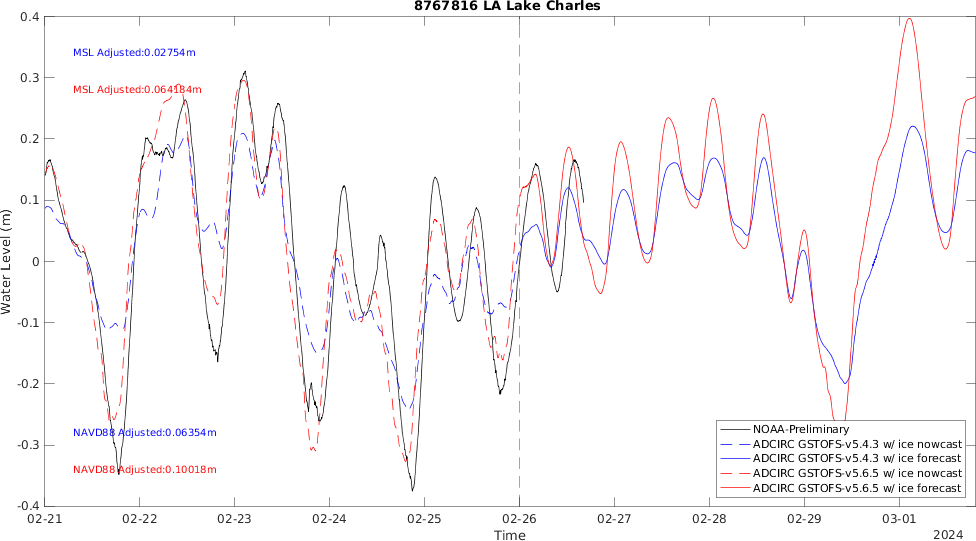 8767816 LA Lake Charles
0.4
0.3
0.2
0.1
0
-0.1
-0.2
-0.3
-0.4
Water Level (m)
MSL Adjusted:0.02754m
MSL Adjusted:0.064184m
NAVD88 Adjusted:0.06354m
NAVD88 Adjusted:0.10018m
NOAA-Preliminary
ADCIRC GSTOFS-v5.4.3 w/ ice nowcast
ADCIRC GSTOFS-v5.4.3 w/ ice forecast
ADCIRC GSTOFS-v5.6.5 w/ ice nowcast
ADCIRC GSTOFS-v5.6.5 w/ ice forecast
02-21 02-22 02-23 02-24 02-25 02-26 02-27 02-28 02-29 03-01
Time
2024